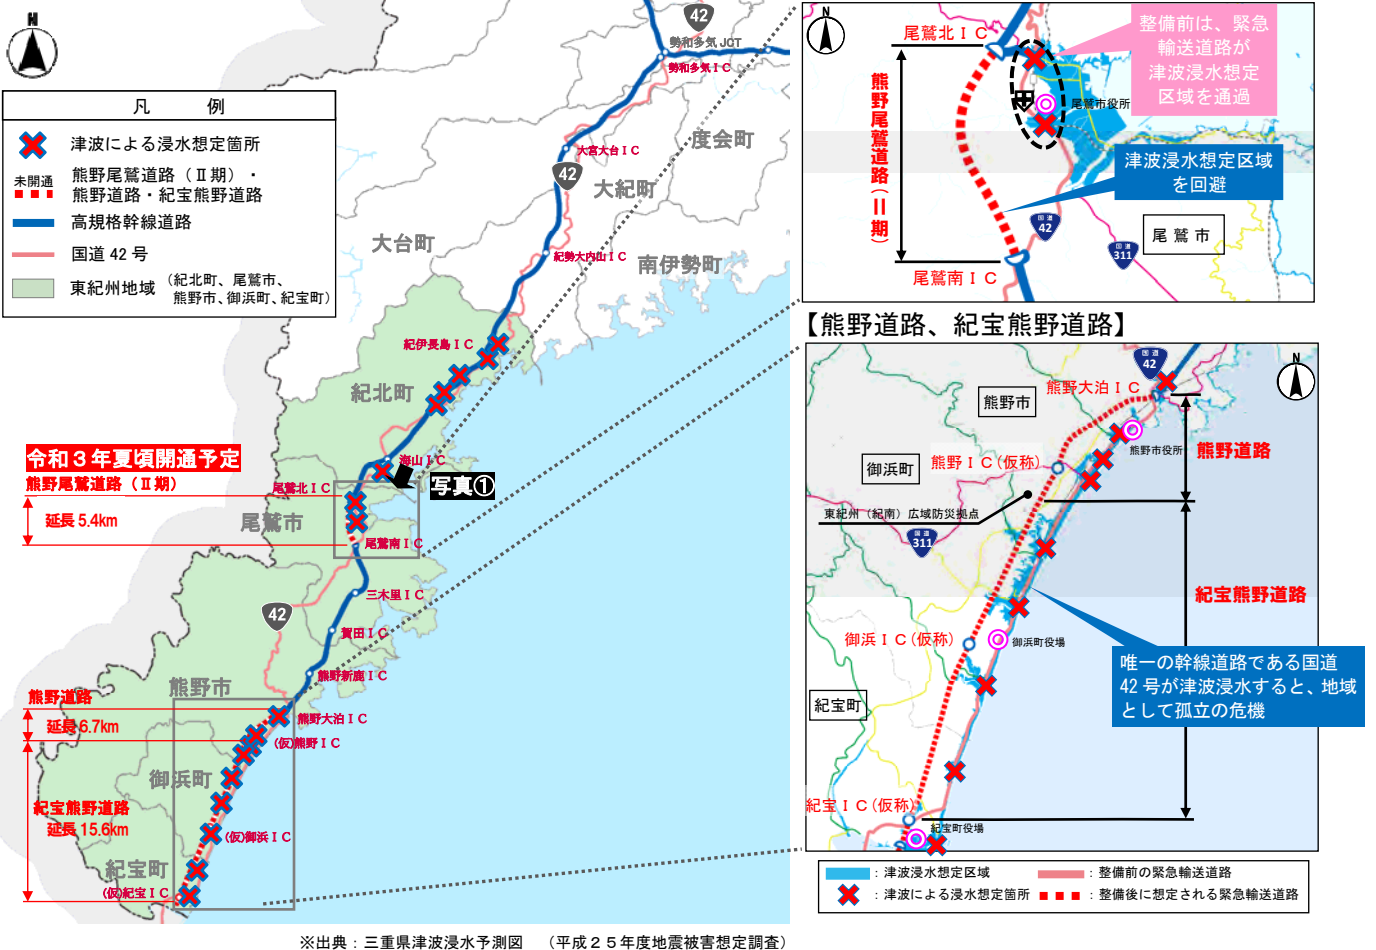 N
凡　例
津波による浸水想定箇所
未開通
熊野尾鷲道路（Ⅱ期）・
熊野道路・紀宝熊野道路
高規格幹線道路
国道 42 号
東紀州地域
（紀北町、尾鷲市、
熊野市、御浜町、紀宝町）
42
勢和多気 JCT
勢和多気ＩＣ
度会町
大宮大台ＩＣ
42
大紀町
大台町
紀勢大内山ＩＣ
南伊勢町
紀伊長島ＩＣ
紀北町
令和３年夏頃開通予定
熊野尾鷲道路（Ⅱ期）
海山ＩＣ
写真①
尾鷲北ＩＣ
延長 5.4km
尾鷲市
尾鷲南ＩＣ
三木里ＩＣ
42
賀田ＩＣ
熊野新鹿ＩＣ
熊野市
熊野道路
延長 6.7km
熊野大泊ＩＣ
(仮)熊野ＩＣ
御浜町
紀宝熊野道路
延長 15.6km
(仮)御浜ＩＣ
紀宝町
(仮)紀宝ＩＣ
N
尾鷲北ＩＣ
整備前は、緊急
輸送道路が
津波浸水想定
区域を通過
熊野尾鷲道路（Ⅱ期）
尾鷲市役所
津波浸水想定区域
を回避
国道
42
尾鷲市
国道
311
尾鷲南ＩＣ
【熊野道路、紀宝熊野道路】
国道
42
N
熊野大泊ＩＣ
熊野市
熊野市役所
熊野道路
御浜町
熊野ＩＣ(仮称)
東紀州（紀南）広域防災拠点
国道
311
紀宝熊野道路
御浜ＩＣ(仮称)
御浜町役場
唯一の幹線道路である国道
42 号が津波浸水すると、地域
として孤立の危機
紀宝町
紀宝ＩＣ(仮称)
紀宝町役場
：津波浸水想定区域
：整備前の緊急輸送道路
：津波による浸水想定箇所
：整備後に想定される緊急輸送道路
※出典：三重県津波浸水予測図　（平成２５年度地震被害想定調査）